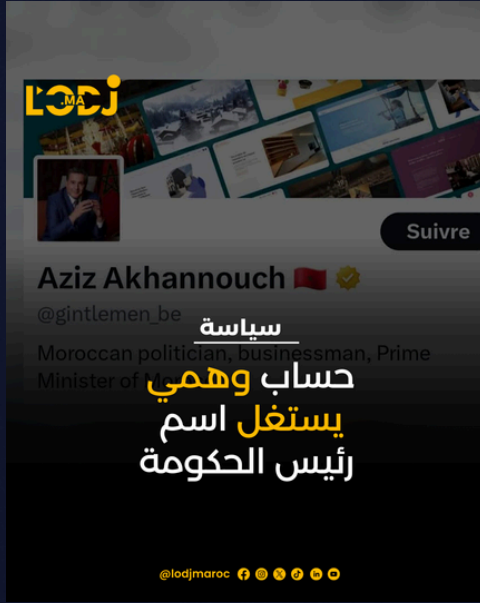 LODJ
.MA
Suivre
Aziz Akhannouch 🇲🇦
@gintlemen_be
Moroccan politician, businessman, Prime
Minister of
سياسة
حساب وهمي
يستغل اسم
رئيس الحكومة
@lodjmaroc